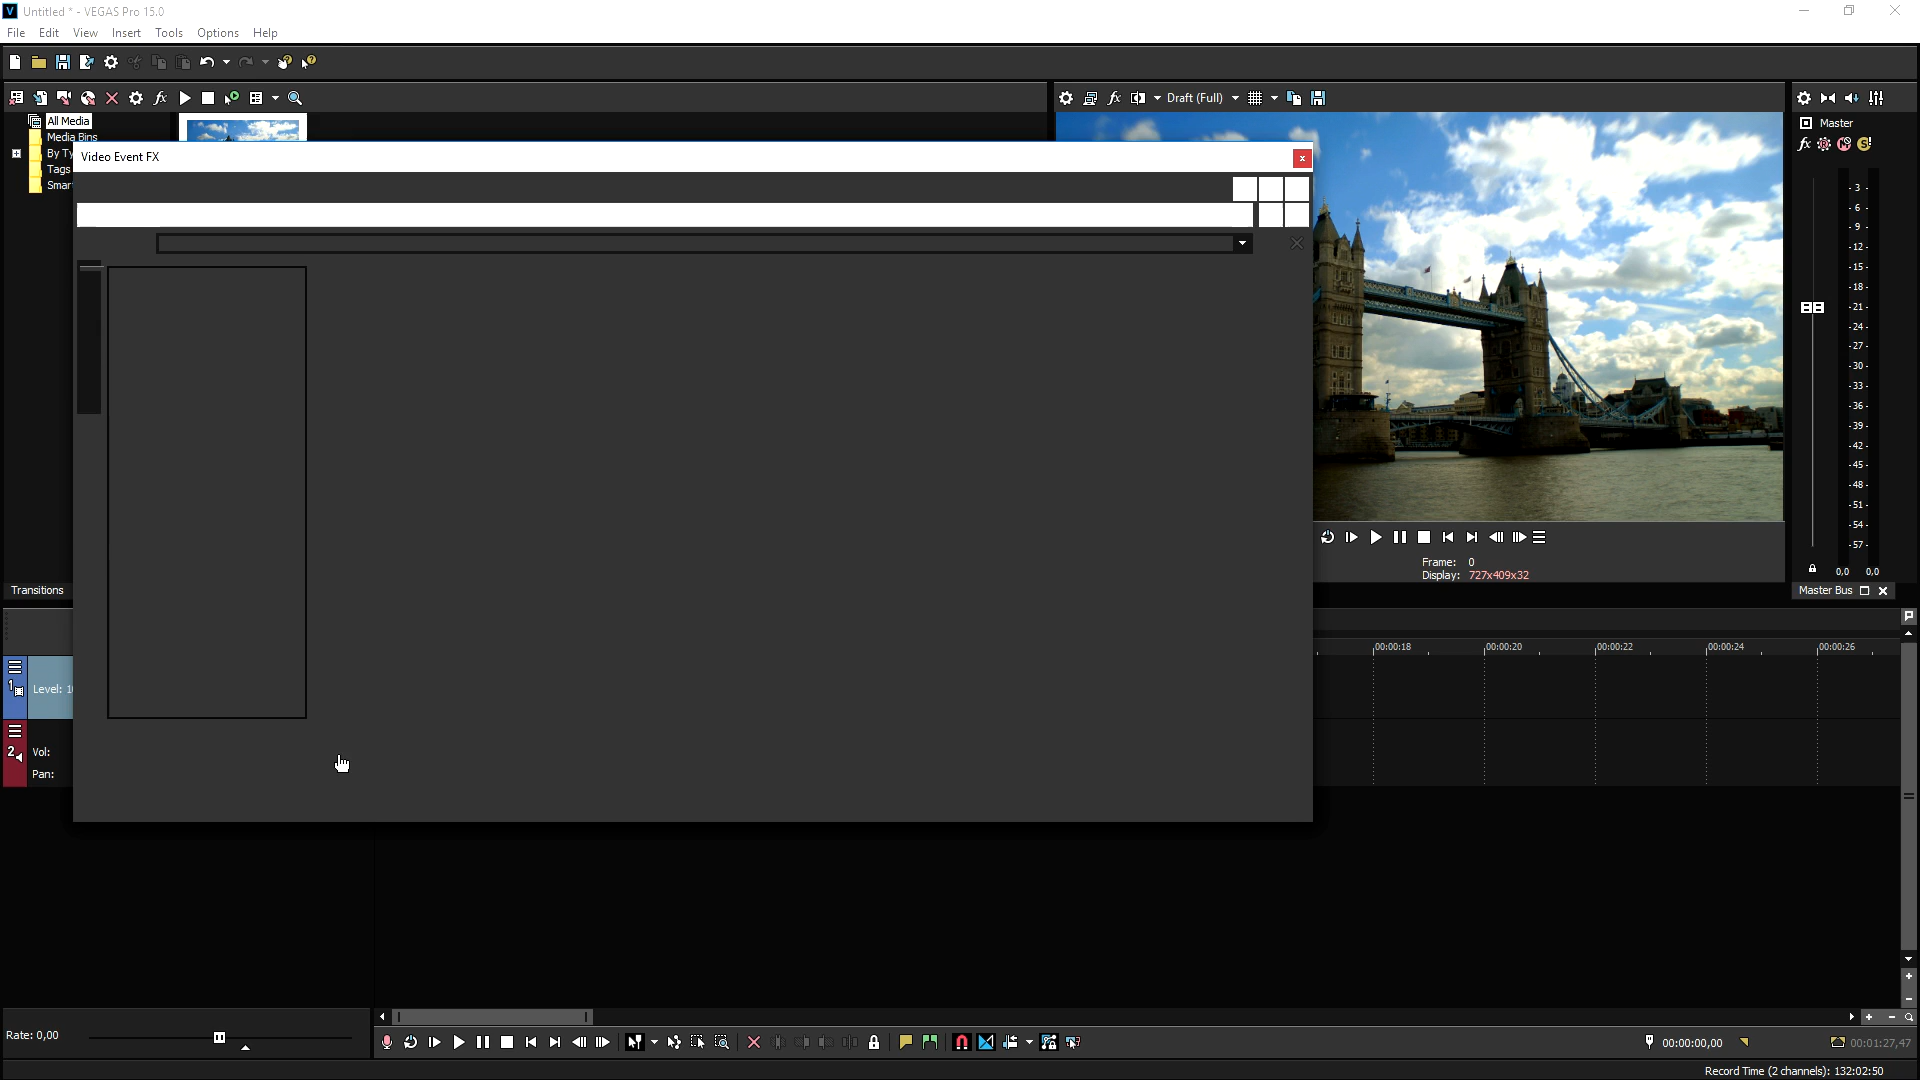 Untitled * - VEGAS Pro 15.0
File Edit View Insert Tools Options Help
Draft (Full)
All Media
Media Bins
By Ty
Tags
Smar
Video Event FX
Master
-3-
-6-
-9-
-12-
-15-
-18-
-21-
-24-
-27-
-30-
-33-
-36-
-39-
-42-
-45-
-48-
-51-
-54-
-57-
0,0 0,0
Frame: 0
Display: 727x409x32
Transitions
Master Bus
00:00:18 00:00:20 00:00:22 00:00:24 00:00:26
1
Level: 1
2
Vol:
Pan:
Rate: 0,00
00:00:00,00
00:01:27,47
Record Time (2 channels): 132:02:50